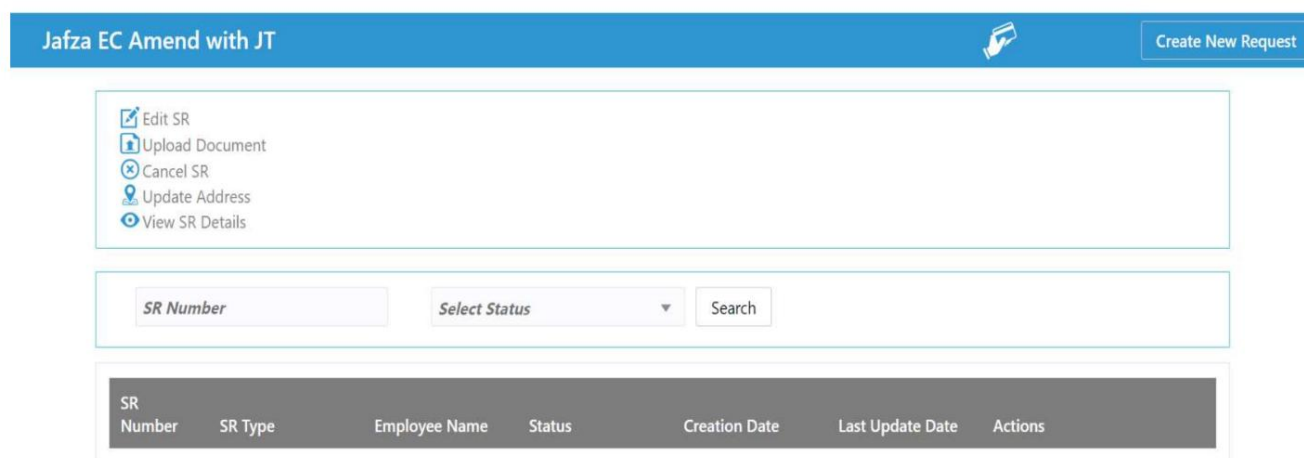 Jafza EC Amend with JT
Create New Request
Edit SR
Upload Document
Cancel SR
Update Address
View SR Details
SR Number
Select Status
Search
SR Number
SR Type
Employee Name
Status
Creation Date
Last Update Date
Actions